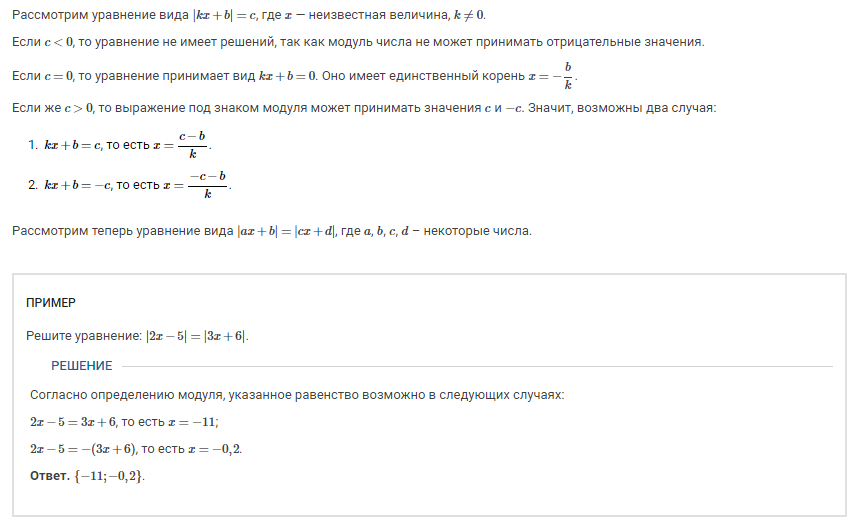 Рассмотрим уравнение вида |kx + b| = c, где x — неизвестная величина, k ≠ 0.
Если c < 0, то уравнение не имеет решений, так как модуль числа не может принимать отрицательные значения.
Если c = 0, то уравнение принимает вид kx + b = 0. Оно имеет единственный корень x = −b/k.
Если же c > 0, то выражение под знаком модуля может принимать значения c и −c. Значит, возможны два случая:
1. kx + b = c, то есть x = (c − b)/k.
2. kx + b = −c, то есть x = (−c − b)/k.
Рассмотрим теперь уравнение вида |ax + b| = |cx + d|, где a, b, c, d – некоторые числа.
ПРИМЕР
Решите уравнение: |2x − 5| = |3x + 6|.
РЕШЕНИЕ
Согласно определению модуля, указанное равенство возможно в следующих случаях:
2x − 5 = 3x + 6, то есть x = −11;
2x − 5 = −(3x + 6), то есть x = −0,2.
Ответ. {−11; −0,2}.